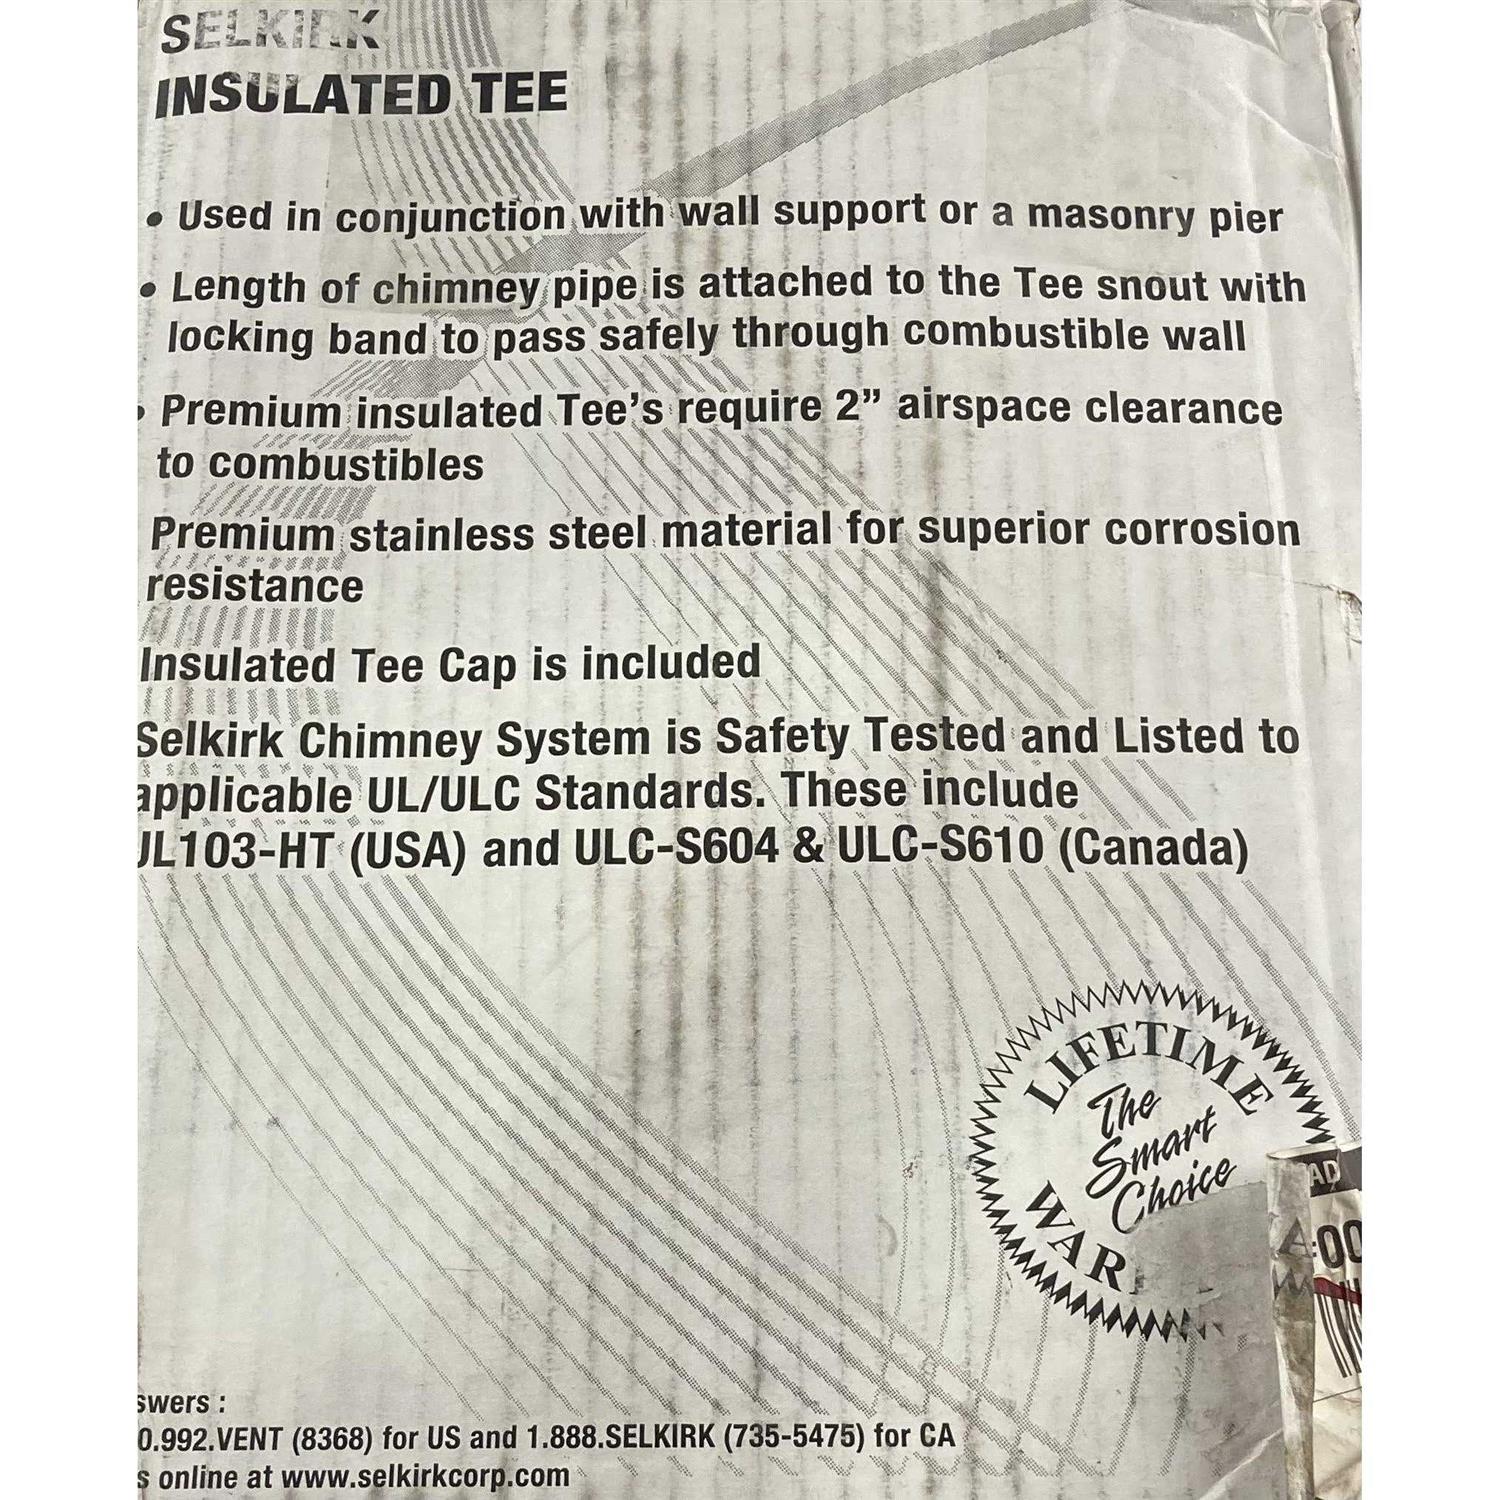 SELKIRK
INSULATED TEE
• Used in conjunction with wall support or a masonry pier
• Length of chimney pipe is attached to the Tee snout with
locking band to pass safely through combustible wall
• Premium insulated Tee's require 2” airspace clearance
to combustibles
Premium stainless steel material for superior corrosion
resistance
Insulated Tee Cap is included
Selkirk Chimney System is Safety Tested and Listed to
applicable UL/ULC Standards. These include
UL103-HT (USA) and ULC-S604 & ULC-S610 (Canada)
LIFETIME
The
Smart
Choice
WAR
AD
:00
swers :
0.992.VENT (8368) for US and 1.888.SELKIRK (735-5475) for CA
s online at www.selkirkcorp.com